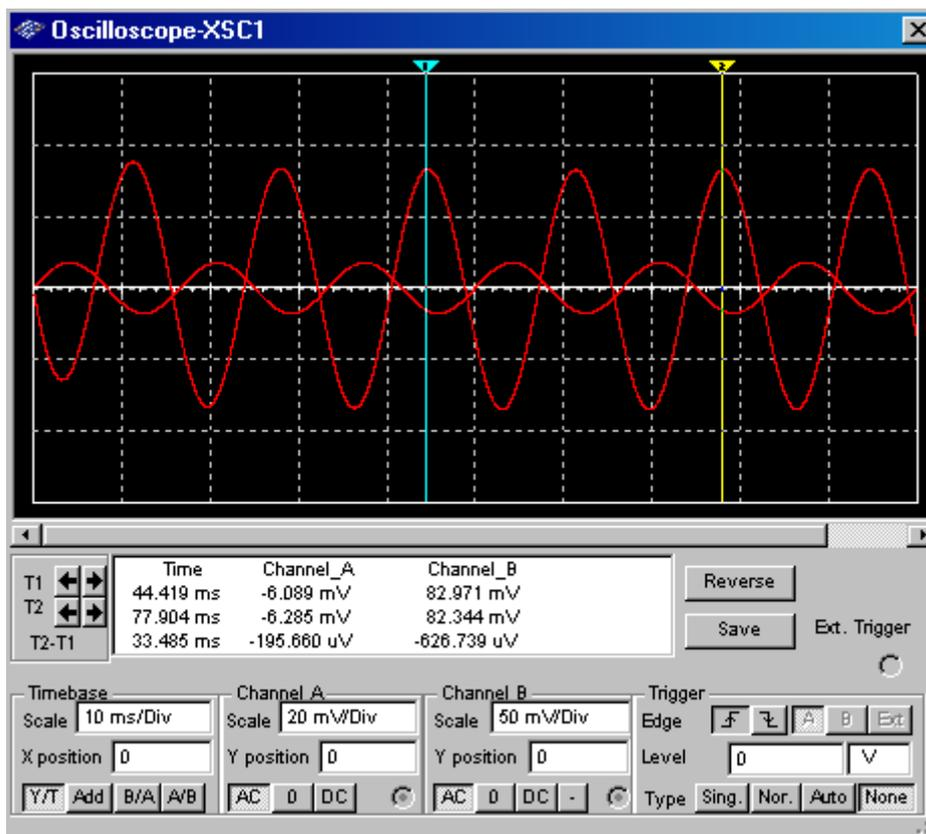 Oscilloscope-XSC1
1 2
Time Channel_A Channel_B
T1 44.419 ms -6.089 mV 82.971 mV
T2 77.904 ms -6.285 mV 82.344 mV
T2-T1 33.485 ms -195.660 uV -626.739 uV
Reverse
Save
Ext. Trigger
Timebase
Scale 10 ms/Div
X position 0
Y/T Add B/A A/B
Channel A
Scale 20 mV/Div
Y position 0
AC 0 DC
Channel B
Scale 50 mV/Div
Y position 0
AC 0 DC -
Trigger
Edge A B Ext
Level 0 V
Type Sing. Nor. Auto None